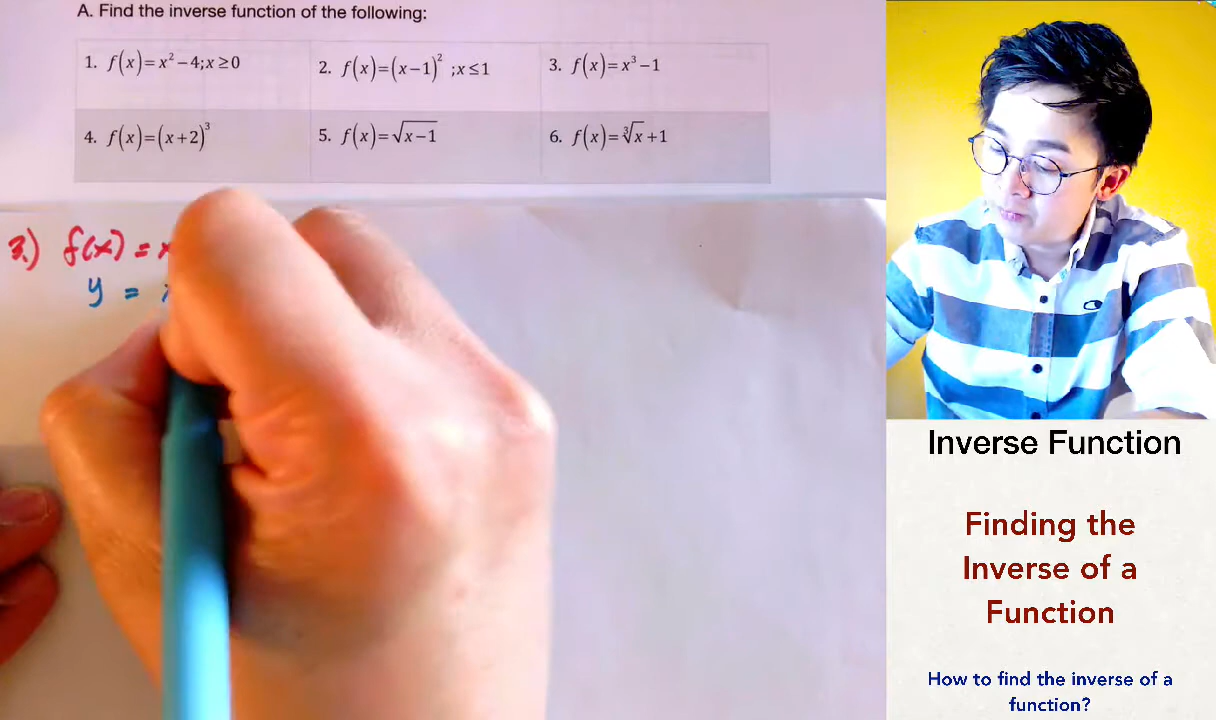 A. Find the inverse function of the following:
1. f(x)=x²−4;x≥0
2. f(x)=(x−1)² ;x≤1
3. f(x)=x³−1
4. f(x)=(x+2)³
5. f(x)=√x−1
6. f(x)=∛x+1
3.) f(x) = x
y =
Inverse Function
Finding the
Inverse of a
Function
How to find the inverse of a
function?